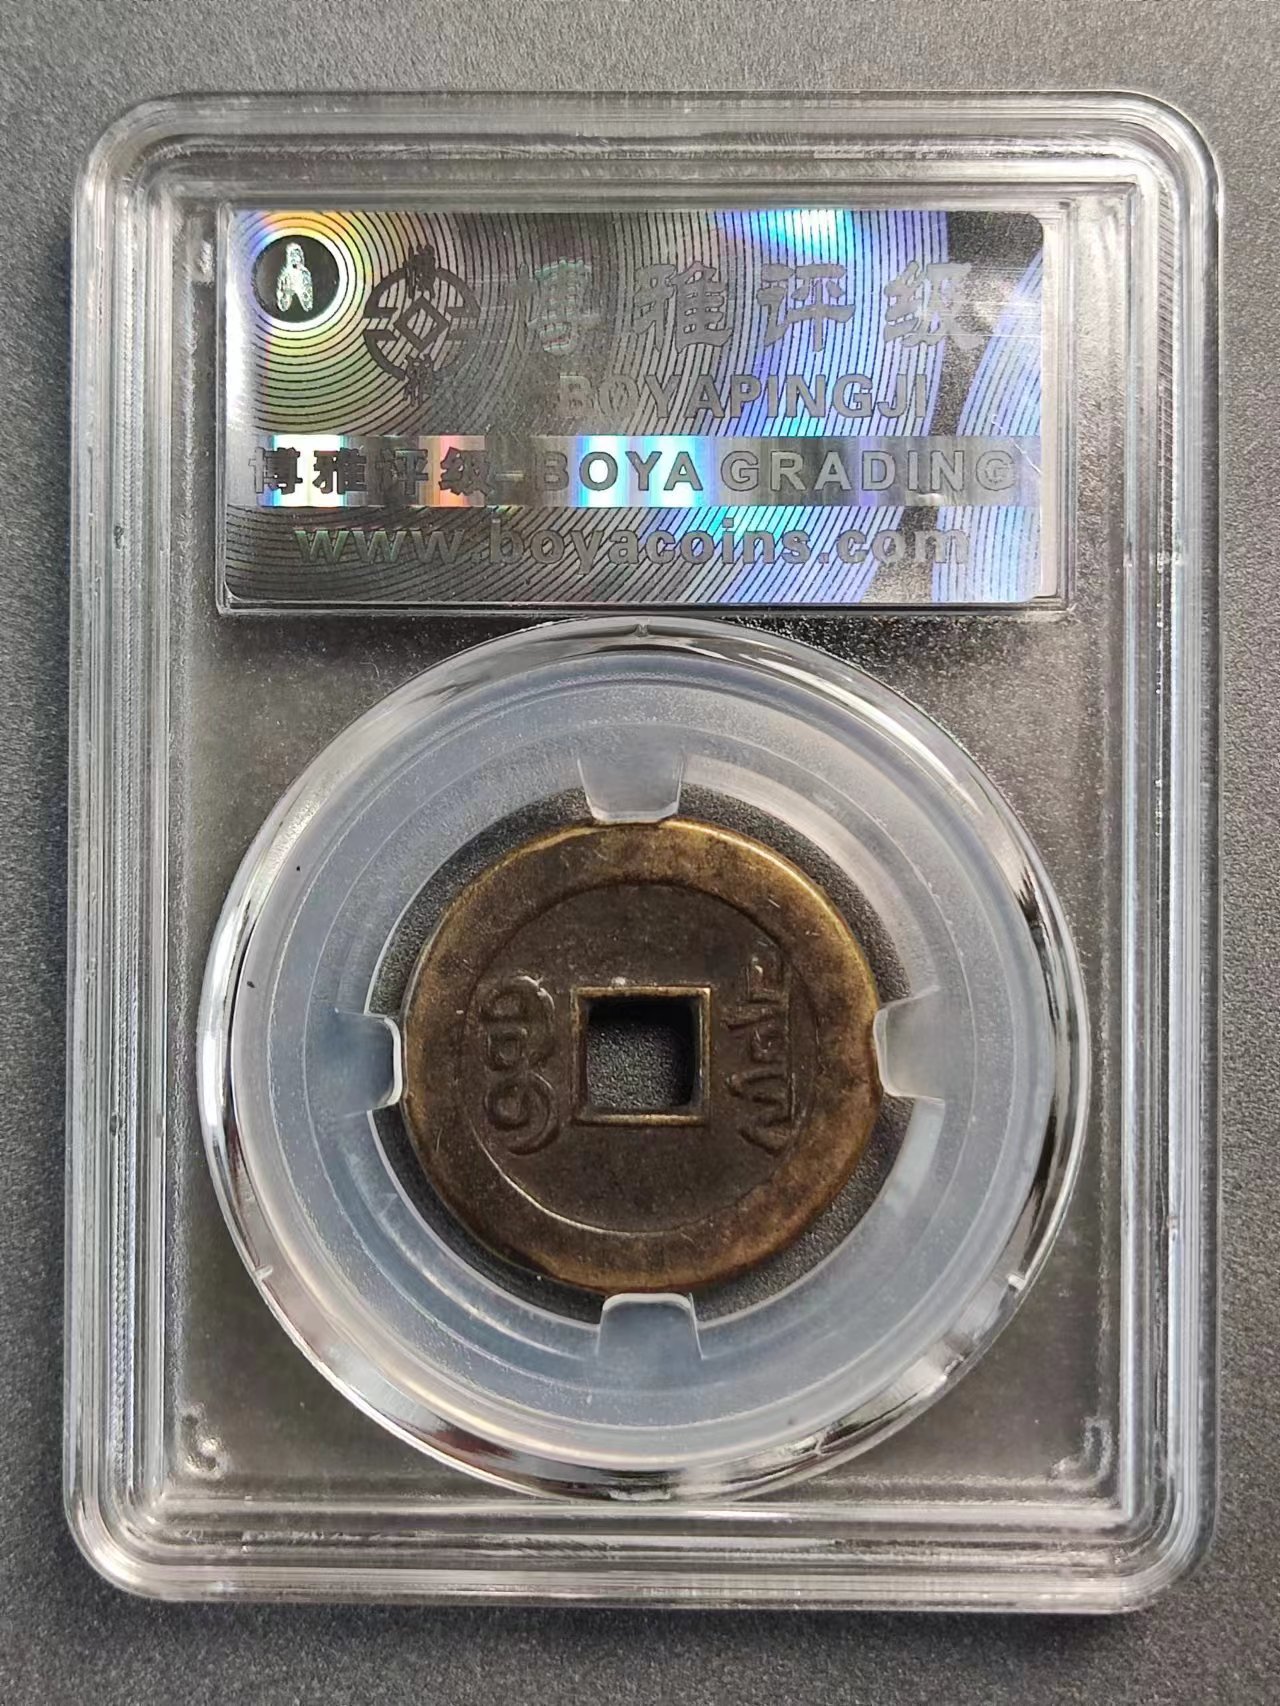 博雅评级
BOYAPINGJI
博雅评级-BOYA GRADING
www.boyacoins.com